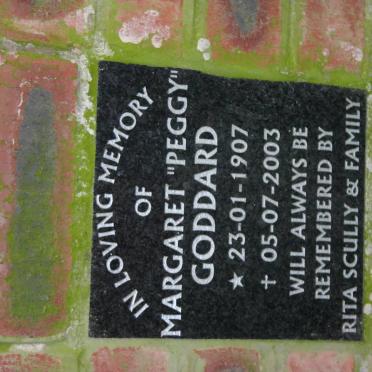 IN LOVING MEMORY
OF
MARGARET "PEGGY"
GODDARD
★ 23-01-1907
✝ 05-07-2003
WILL ALWAYS BE
REMEMBERED BY
RITA SCULLY & FAMILY